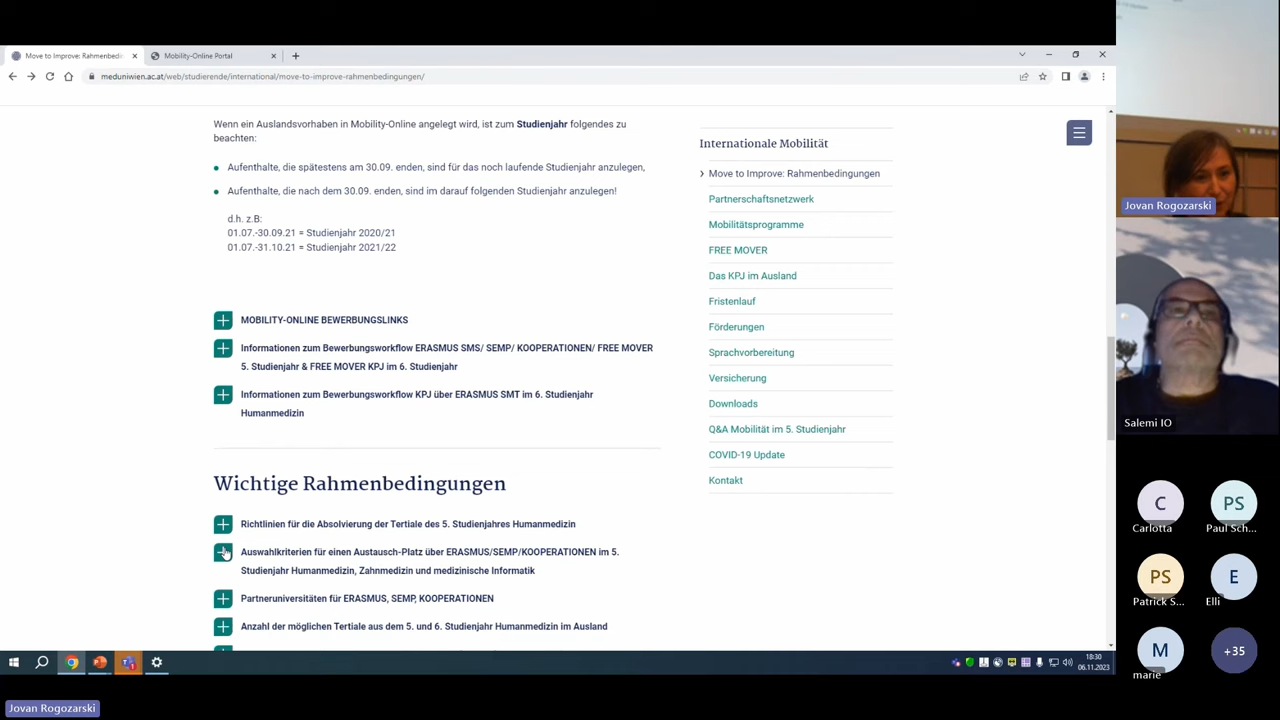 Move to Improve: Rahmenbedin
Mobility-Online Portal
meduniwien.ac.at/web/studierende/international/move-to-improve-rahmenbedingungen/
Wenn ein Auslandsvorhaben in Mobility-Online angelegt wird, ist zum Studienjahr folgendes zu
beachten:
Aufenthalte, die spätestens am 30.09. enden, sind für das noch laufende Studienjahr anzulegen,
Aufenthalte, die nach dem 30.09. enden, sind im darauf folgenden Studienjahr anzulegen!
d.h. z.B:
01.07.-30.09.21 = Studienjahr 2020/21
01.07.-31.10.21 = Studienjahr 2021/22
MOBILITY-ONLINE BEWERBUNGSLINKS
Informationen zum Bewerbungsworkflow ERASMUS SMS/ SEMP/ KOOPERATIONEN/ FREE MOVER
5. Studienjahr & FREE MOVER KPJ im 6. Studienjahr
Informationen zum Bewerbungsworkflow KPJ über ERASMUS SMT im 6. Studienjahr
Humanmedizin
Wichtige Rahmenbedingungen
Richtlinien für die Absolvierung der Tertiale des 5. Studienjahres Humanmedizin
Auswahlkriterien für einen Austausch-Platz über ERASMUS/SEMP/KOOPERATIONEN im 5.
Studienjahr Humanmedizin, Zahnmedizin und medizinische Informatik
Partneruniversitäten für ERASMUS, SEMP, KOOPERATIONEN
Anzahl der möglichen Tertiale aus dem 5. und 6. Studienjahr Humanmedizin im Ausland
Internationale Mobilität
Move to Improve: Rahmenbedingungen
Partnerschaftsnetzwerk
Mobilitätsprogramme
FREE MOVER
Das KPJ im Ausland
Fristenlauf
Förderungen
Sprachvorbereitung
Versicherung
Downloads
Q&A Mobilität im 5. Studienjahr
COVID-19 Update
Kontakt
18:30
06.11.2023
Jovan Rogozarski
Jovan Rogozarski
Salemi IO
C
PS
Carlotta
Paul Sch...
PS
E
Patrick S...
Elli
M
+35
marie